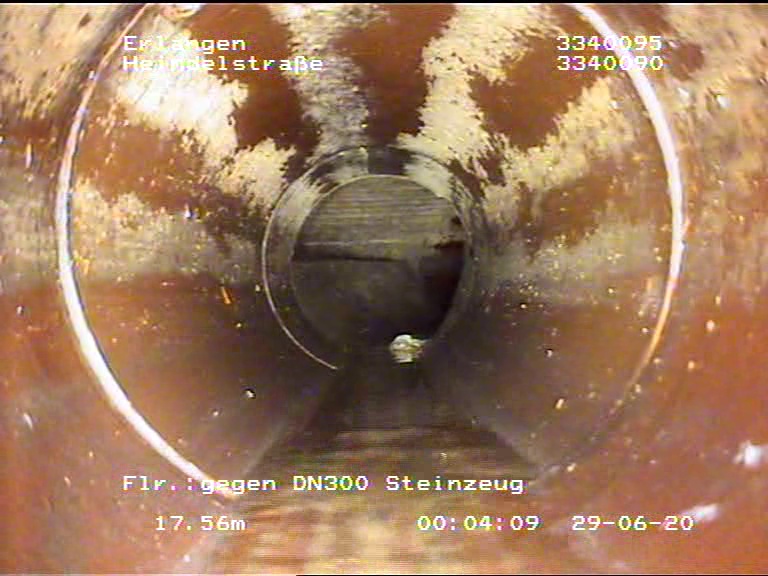 Erlangen 3340095
Heindelstraße 3340090
Flr.:gegen DN300 Steinzeug
17.56m 00:04:09 29-06-20